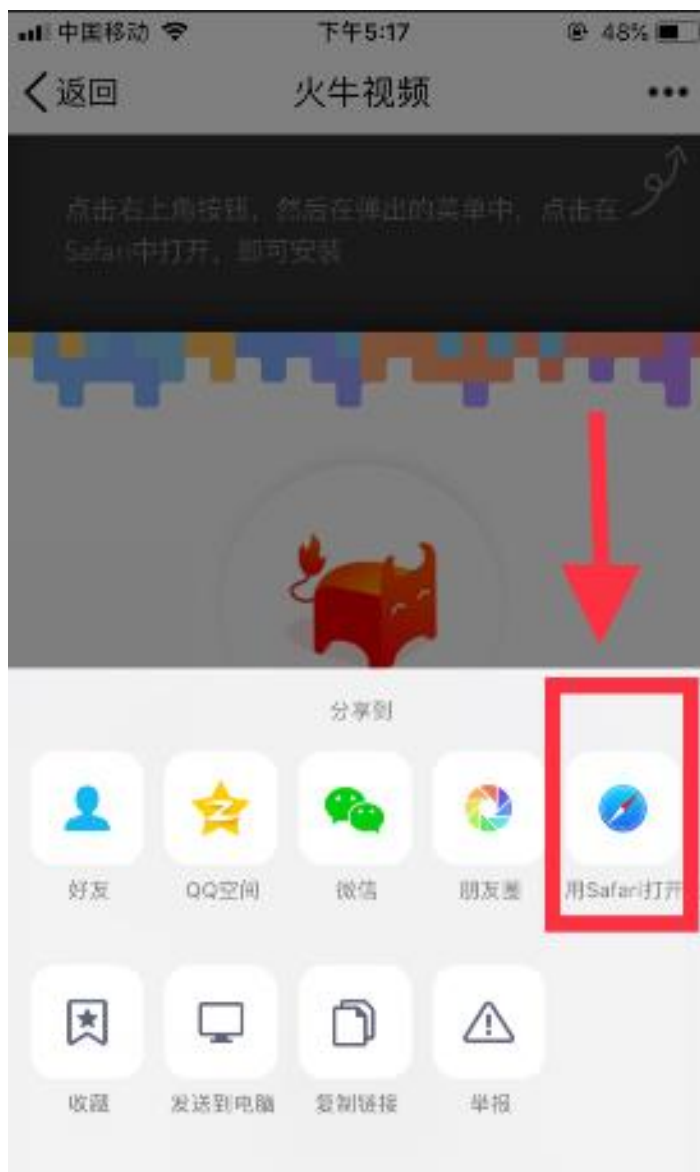 中国移动 下午5:17 48%
返回 火牛视频
点击右上角按钮，然后在弹出的菜单中，点击在
Safari中打开，即可安装
分享到
好友 QQ空间 微信 朋友圈 用Safari打开
收藏 发送到电脑 复制链接 举报